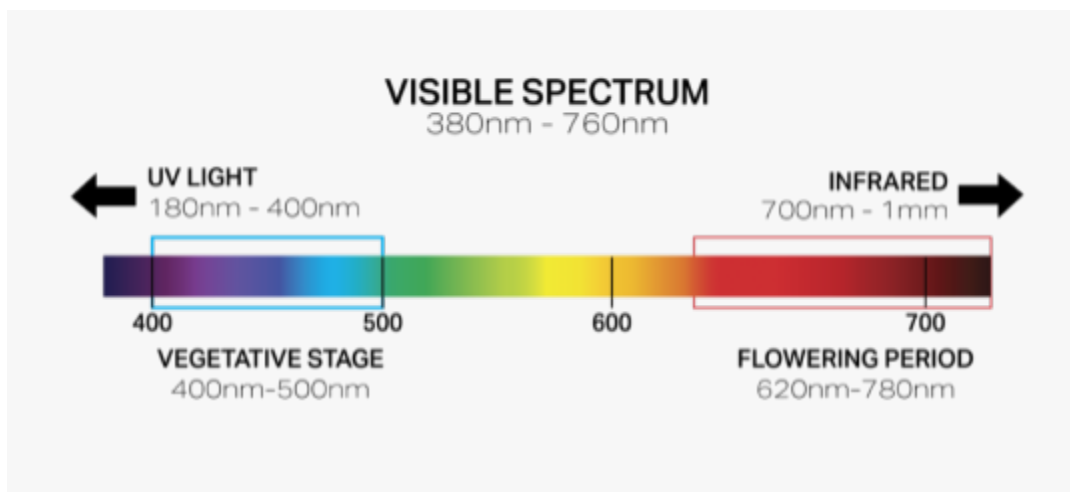 VISIBLE SPECTRUM
380nm - 760nm
UV LIGHT
180nm - 400nm
INFRARED
700nm - 1mm
400
500
600
700
VEGETATIVE STAGE
400nm-500nm
FLOWERING PERIOD
620nm-780nm